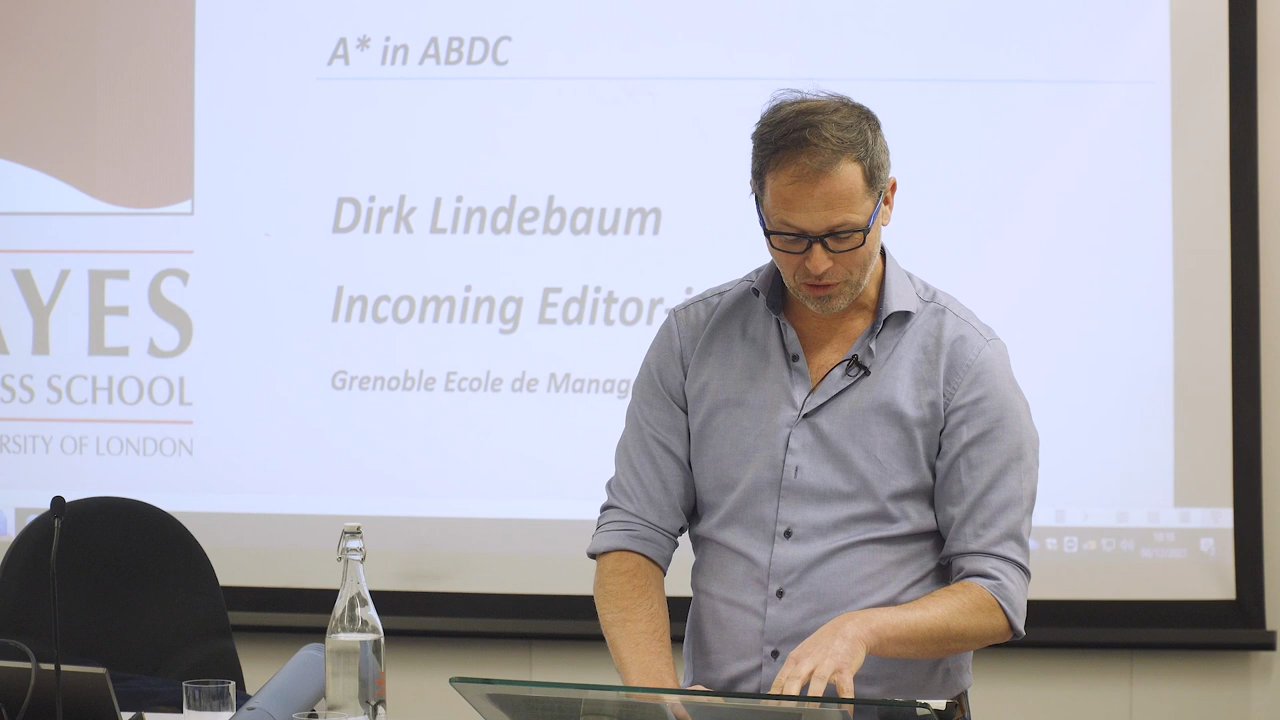 A* in ABDC
Dirk Lindebaum
Incoming Editor-i
Grenoble Ecole de Manag
AYES
SS SCHOOL
RSITY OF LONDON